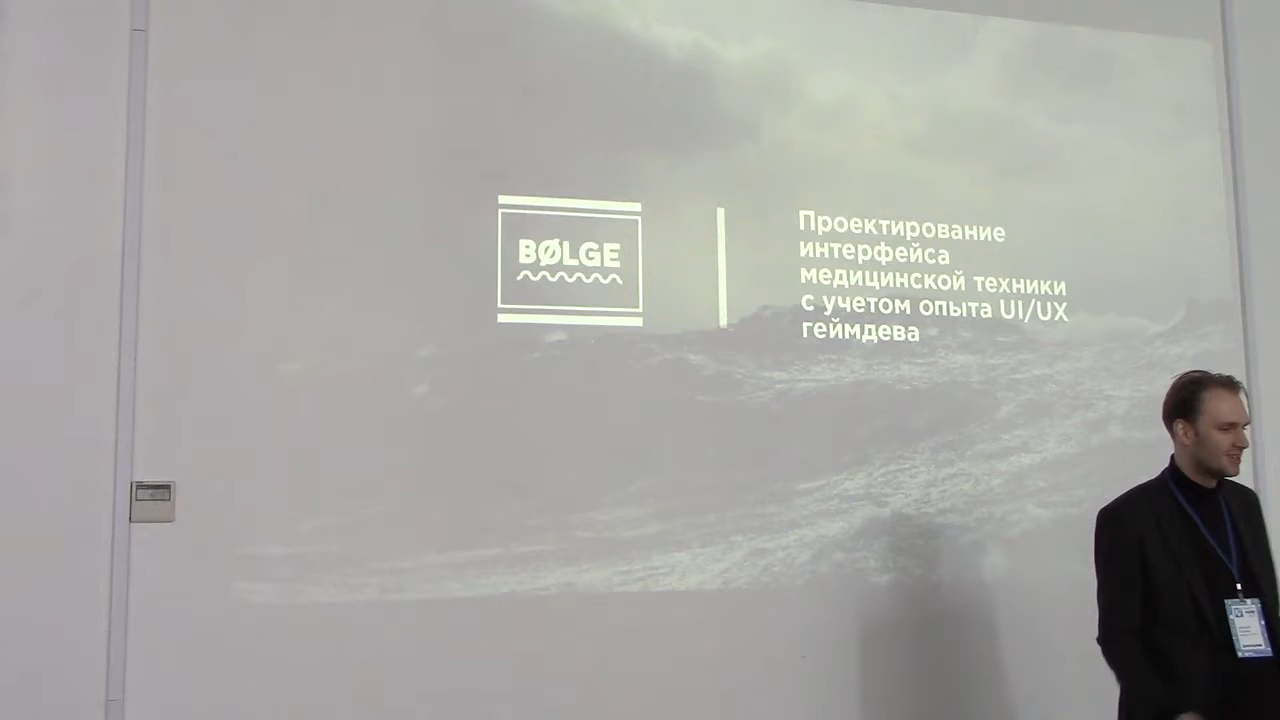 BØLGE
Проектирование
интерфейса
медицинской техники
с учетом опыта UI/UX
геймдева